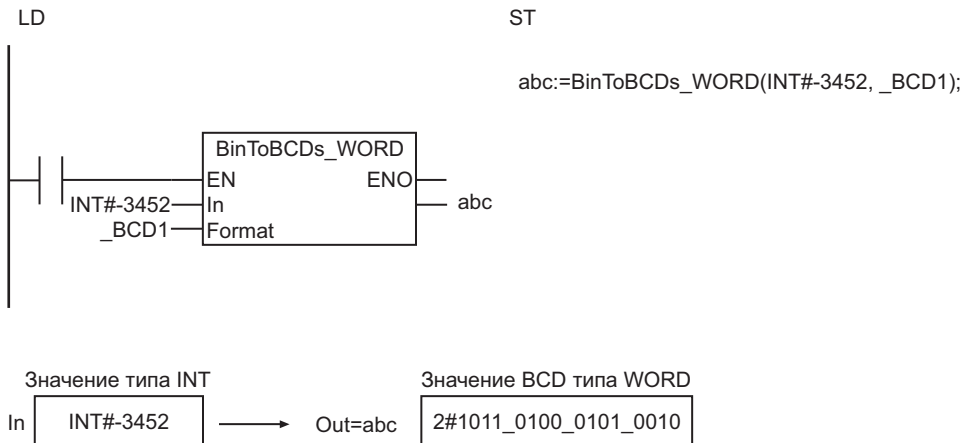 LD
ST
abc:=BinToBCDs_WORD(INT#-3452, _BCD1);
BinToBCDs_WORD
EN ENO
INT#-3452 In abc
_BCD1 Format
Значение типа INT
Значение BCD типа WORD
In INT#-3452 Out=abc 2#1011_0100_0101_0010